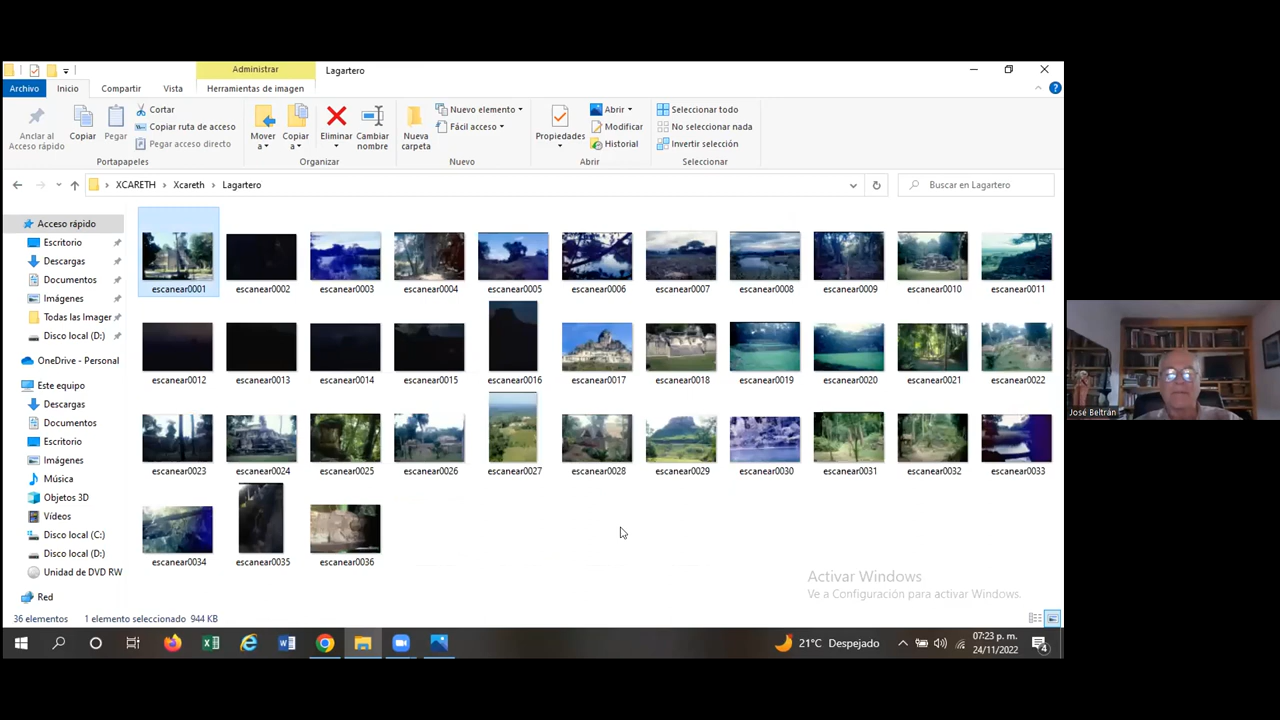 Administrar
Lagartero
Archivo
Inicio
Compartir
Vista
Herramientas de imagen
Anclar al
Acceso rápido
Copiar
Pegar
Cortar
Copiar ruta de acceso
Pegar acceso directo
Portapapeles
Mover
a
Copiar
a
Eliminar
Cambiar
nombre
Organizar
Nueva
carpeta
Nuevo elemento
Fácil acceso
Nuevo
Propiedades
Abrir
Modificar
Historial
Abrir
Seleccionar todo
No seleccionar nada
Invertir selección
Seleccionar
XCARETH > Xcareth > Lagartero
Buscar en Lagartero
Acceso rápido
Escritorio
Descargas
Documentos
Imágenes
Todas las Imager
Disco local (D:)
OneDrive - Personal
Este equipo
Descargas
Documentos
Escritorio
Imágenes
Música
Objetos 3D
Vídeos
Disco local (C:)
Disco local (D:)
Unidad de DVD RW
Red
escanear0001 escanear0002 escanear0003 escanear0004 escanear0005 escanear0006 escanear0007 escanear0008 escanear0009 escanear0010 escanear0011
escanear0012 escanear0013 escanear0014 escanear0015 escanear0016 escanear0017 escanear0018 escanear0019 escanear0020 escanear0021 escanear0022
escanear0023 escanear0024 escanear0025 escanear0026 escanear0027 escanear0028 escanear0029 escanear0030 escanear0031 escanear0032 escanear0033
escanear0034 escanear0035 escanear0036
Activar Windows
Ve a Configuración para activar Windows.
36 elementos
1 elemento seleccionado 944 KB
21°C Despejado
07:23 p. m.
24/11/2022
4
José Beltrán